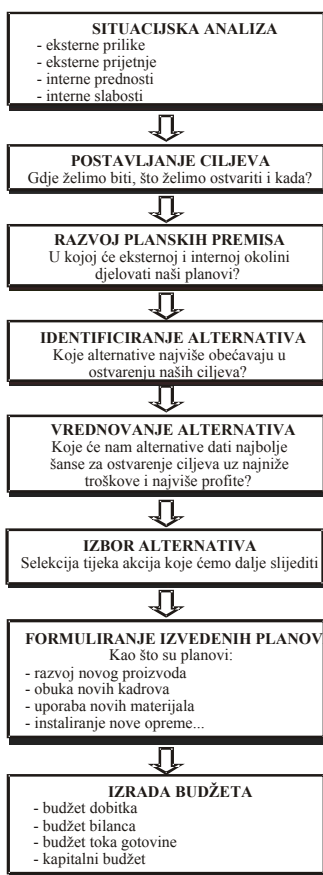 SITUACIJSKA ANALIZA
- eksterne prilike
- eksterne prijetnje
- interne prednosti
- interne slabosti
POSTAVLJANJE CILJEVA
Gdje želimo biti, što želimo ostvariti i kada?
RAZVOJ PLANSKIH PREMISA
U kojoj će eksternoj i internoj okolini
djelovati naši planovi?
IDENTIFICIRANJE ALTERNATIVA
Koje alternative najviše obećavaju u
ostvarenju naših ciljeva?
VREDNOVANJE ALTERNATIVA
Koje će nam alternative dati najbolje
šanse za ostvarenje ciljeva uz najniže
troškove i najviše profite?
IZBOR ALTERNATIVA
Selekcija tijeka akcija koje ćemo dalje slijediti
FORMULIRANJE IZVEDENIH PLANOV
Kao što su planovi:
- razvoj novog proizvoda
- obuka novih kadrova
- uporaba novih materijala
- instaliranje nove opreme...
IZRADA BUDŽETA
- budžet dobitka
- budžet bilanca
- budžet toka gotovine
- kapitalni budžet